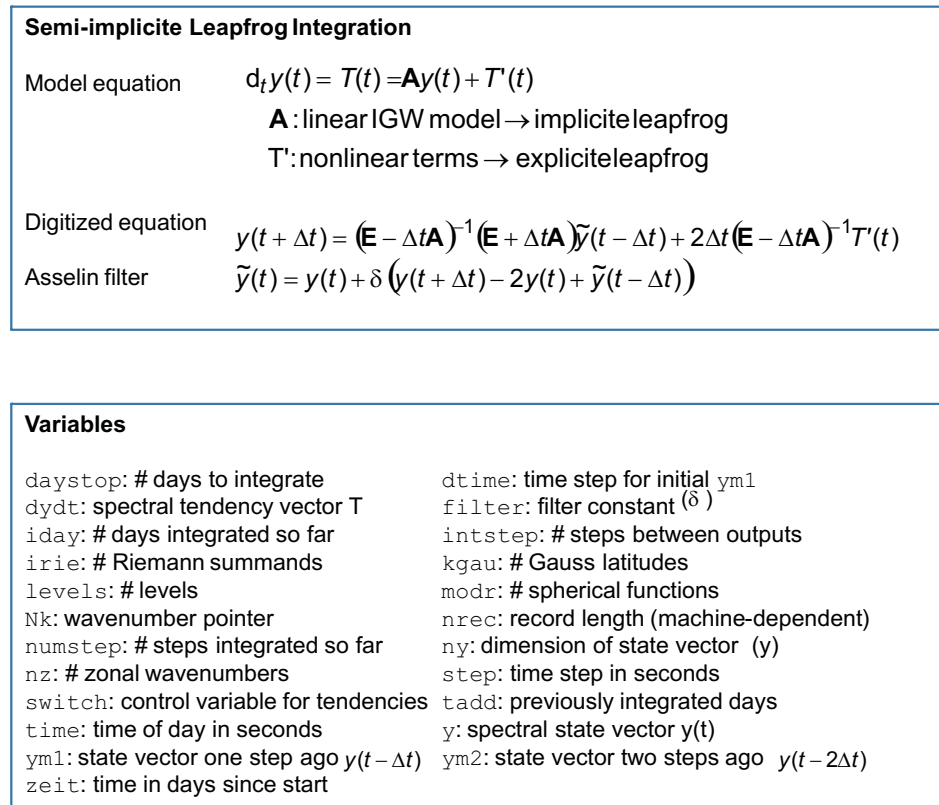 Semi-implicite Leapfrog Integration
Model equation d_t y(t) = T(t) = Ay(t) + T'(t)
A : linear IGW model → implicite leapfrog
T': nonlinear terms → explicite leapfrog
Digitized equation y(t + Δt) = (E − ΔtA)⁻¹(E + ΔtA)ỹ(t − Δt) + 2Δt(E − ΔtA)⁻¹T'(t)
Asselin filter ỹ(t) = y(t) + δ(y(t + Δt) − 2y(t) + ỹ(t − Δt))
Variables
daystop: # days to integrate dtime: time step for initial ym1
dydt: spectral tendency vector T filter: filter constant (δ )
iday: # days integrated so far intstep: # steps between outputs
irie: # Riemann summands kgau: # Gauss latitudes
levels: # levels modr: # spherical functions
Nk: wavenumber pointer nrec: record length (machine-dependent)
numstep: # steps integrated so far ny: dimension of state vector (y)
nz: # zonal wavenumbers step: time step in seconds
switch: control variable for tendencies tadd: previously integrated days
time: time of day in seconds y: spectral state vector y(t)
ym1: state vector one step ago y(t − Δt) ym2: state vector two steps ago y(t − 2Δt)
zeit: time in days since start